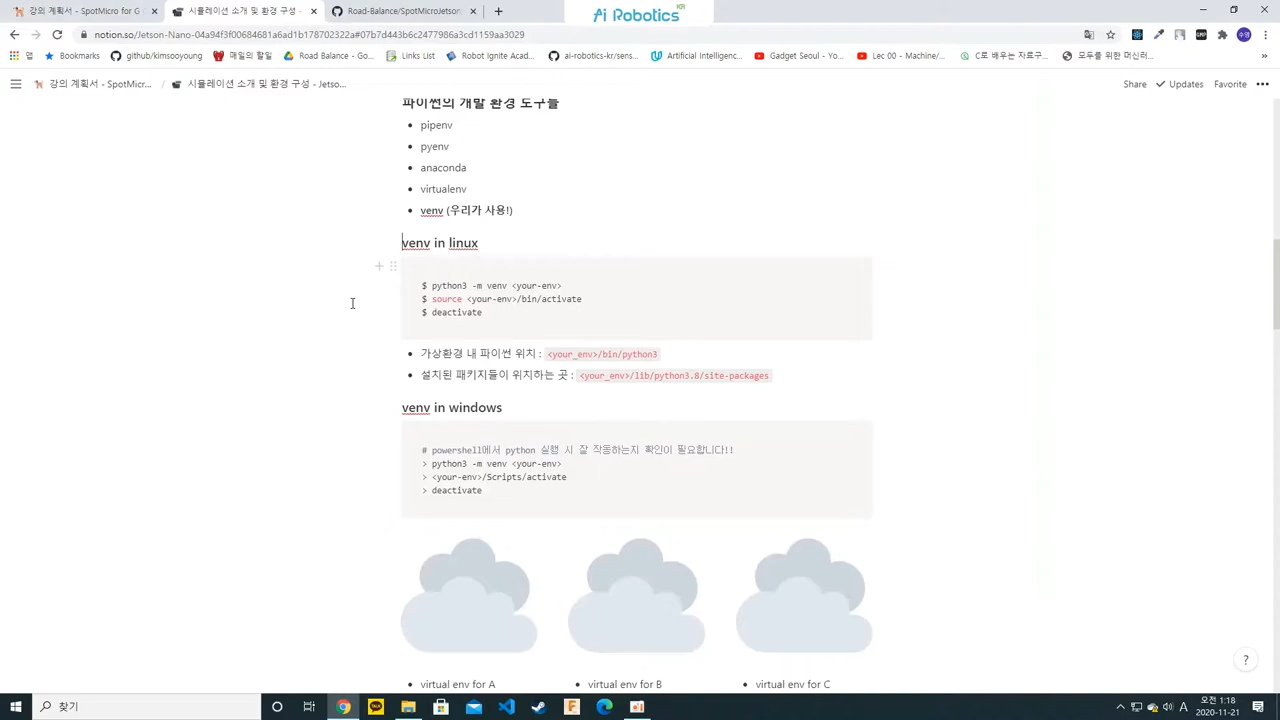 강의 계획서 - SpotMicro for G
시뮬레이션 소개 및 환경 구성 -
Road-Balance/SpotMicroJetson
Ai Robotics KR
notion.so/Jetson-Nano-04a94f3f00684681a6ad1b178702322a#07b7d443b6c2477986a3cd1159aa3029
앱
Bookmarks
github/kimsooyoung
매일의 할일
Road Balance - Go...
Links List
Robot Ignite Acad...
ai-robotics-kr/sens...
Artificial Intelligenc...
Gadget Seoul - Yo...
Lec 00 - Machine/...
C로 배우는 자료구...
모두를 위한 머신러...
강의 계획서 - SpotMicr... / 시뮬레이션 소개 및 환경 구성 - Jetso...
Share Updates Favorite
파이썬의 개발 환경 도구들
• pipenv
• pyenv
• anaconda
• virtualenv
• venv (우리가 사용!)
venv in linux
$ python3 -m venv <your-env>
$ source <your-env>/bin/activate
$ deactivate
• 가상환경 내 파이썬 위치 : <your_env>/bin/python3
• 설치된 패키지들이 위치하는 곳 : <your_env>/lib/python3.8/site-packages
venv in windows
# powershell에서 python 실행 시 잘 작동하는지 확인이 필요합니다!!
> python3 -m venv <your-env>
> <your-env>/Scripts/activate
> deactivate
• virtual env for A
• virtual env for B
• virtual env for C
?
찾기
A
오전 1:18
2020-11-21